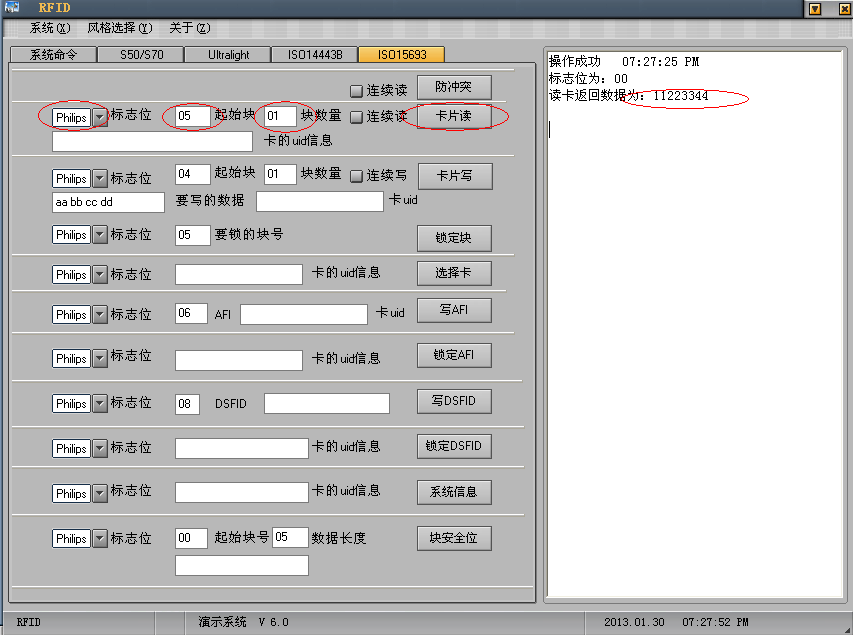 RFID
系统(X) 风格选择(Y) 关于(Z)
系统命令 S50/S70 Ultralight ISO14443B ISO15693
连续读 防冲突
Philips 标志位 05 起始块 01 块数量 连续读 卡片读
卡的uid信息
Philips 标志位 04 起始块 01 块数量 连续写 卡片写
aa bb cc dd 要写的数据 卡uid
Philips 标志位 05 要锁的块号 锁定块
Philips 标志位 卡的uid信息 选择卡
Philips 标志位 06 AFI 卡uid 写AFI
Philips 标志位 卡的uid信息 锁定AFI
Philips 标志位 08 DSFID 写DSFID
Philips 标志位 卡的uid信息 锁定DSFID
Philips 标志位 卡的uid信息 系统信息
Philips 标志位 00 起始块号 05 数据长度 块安全位
操作成功 07:27:25 PM
标志位为: 00
读卡返回数据为: 11223344
RFID 演示系统 V 6.0 2013.01.30 07:27:52 PM